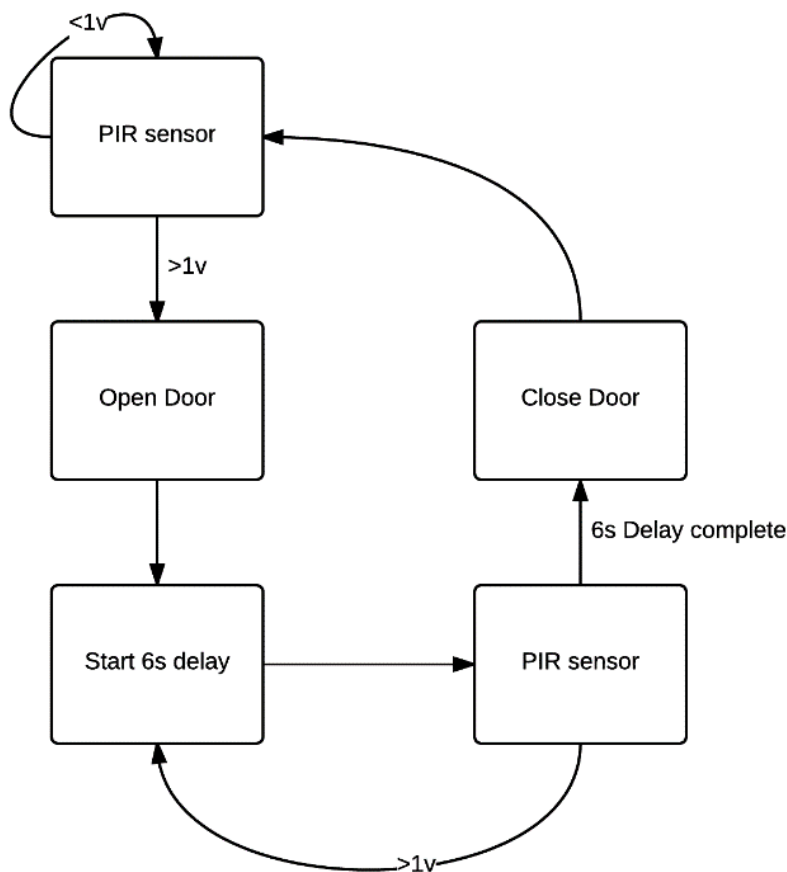 <1v
PIR sensor
>1v
Open Door
Close Door
6s Delay complete
Start 6s delay
PIR sensor
>1v